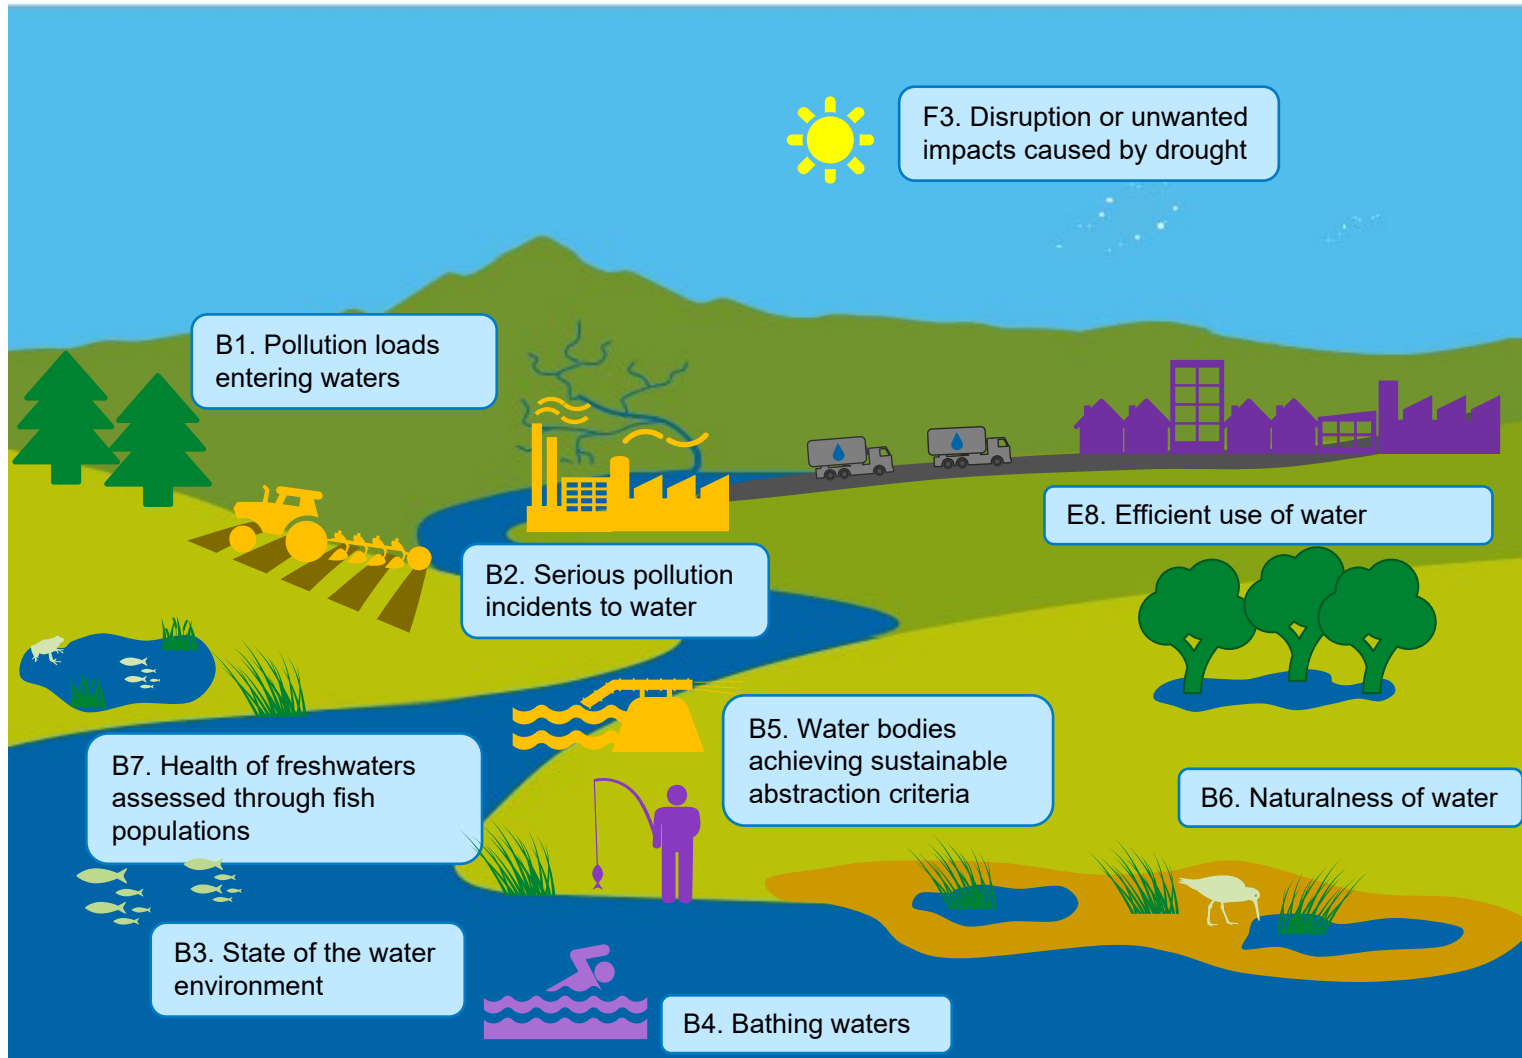 F3. Disruption or unwanted
impacts caused by drought
B1. Pollution loads
entering waters
E8. Efficient use of water
B2. Serious pollution
incidents to water
B5. Water bodies
achieving sustainable
abstraction criteria
B7. Health of freshwaters
assessed through fish
populations
B6. Naturalness of water
B3. State of the water
environment
B4. Bathing waters